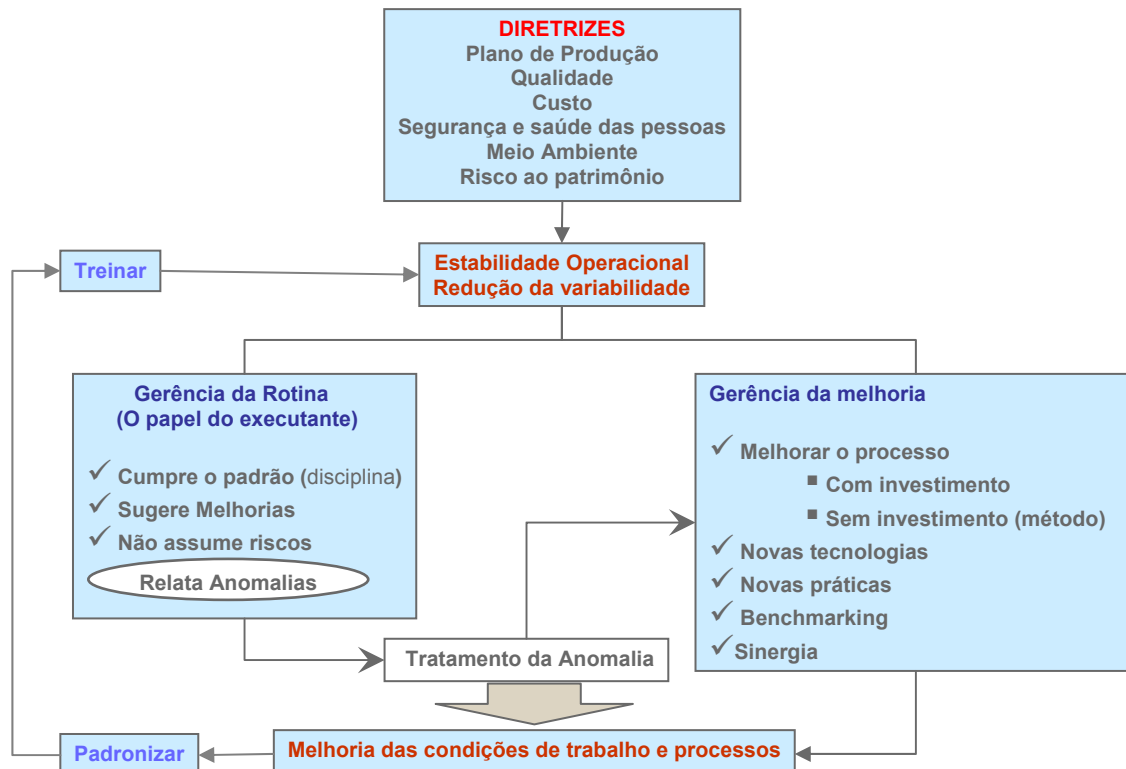 DIRETRIZES
Plano de Produção
Qualidade
Custo
Segurança e saúde das pessoas
Meio Ambiente
Risco ao patrimônio
Treinar
Estabilidade Operacional
Redução da variabilidade
Gerência da Rotina
(O papel do executante)
Cumpre o padrão (disciplina)
Sugere Melhorias
Não assume riscos
Relata Anomalias
Gerência da melhoria
Melhorar o processo
Com investimento
Sem investimento (método)
Novas tecnologias
Novas práticas
Benchmarking
Sinergia
Tratamento da Anomalia
Padronizar
Melhoria das condições de trabalho e processos